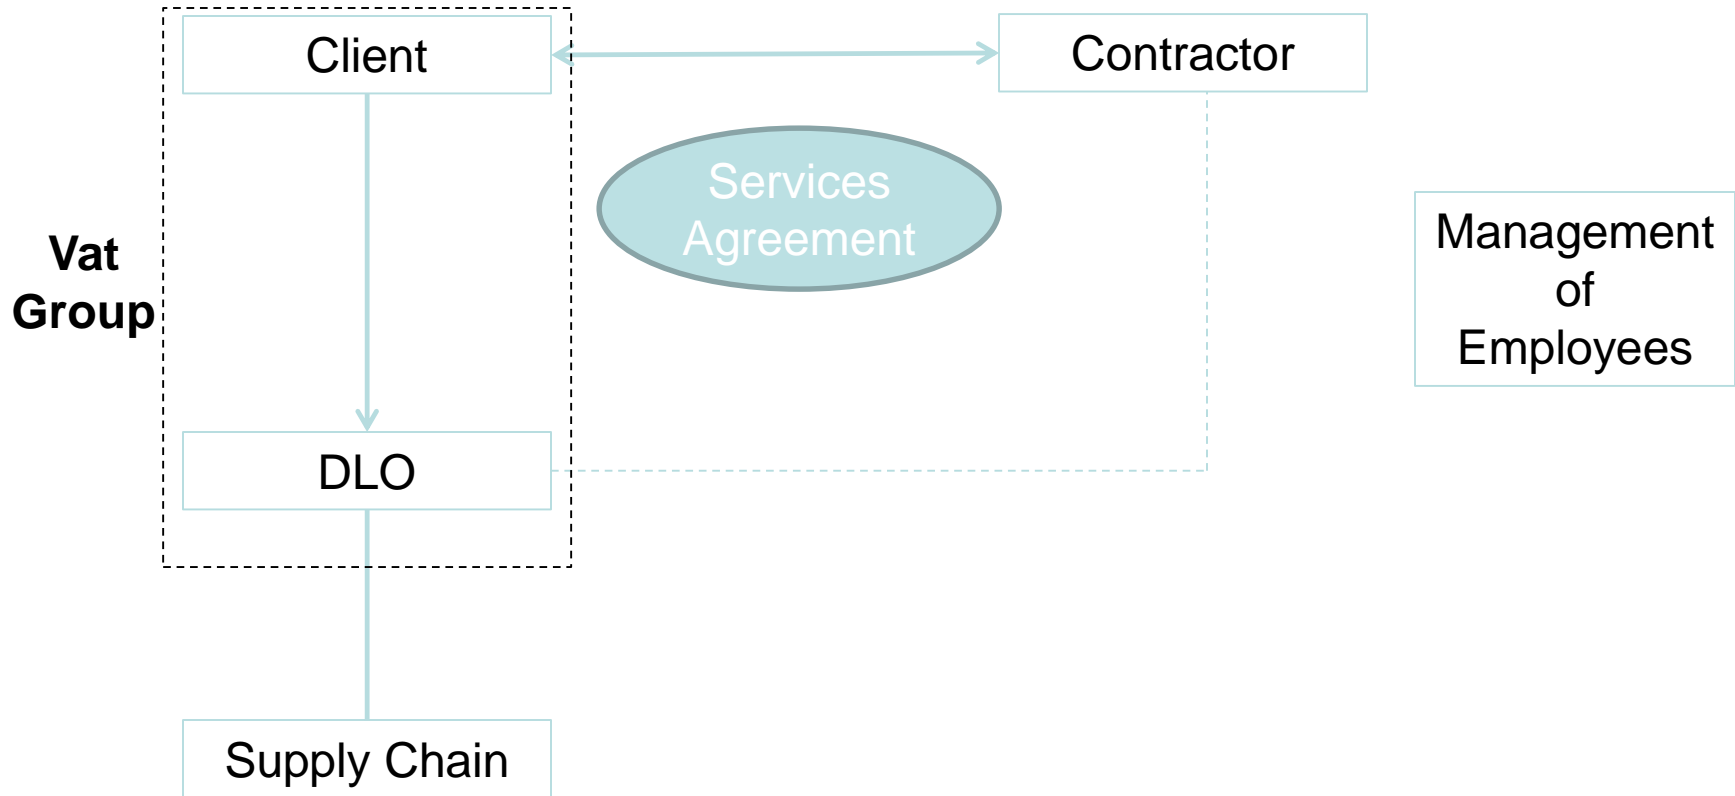 Client
Contractor
Services
Agreement
Vat
Group
Management
of
Employees
DLO
Supply Chain